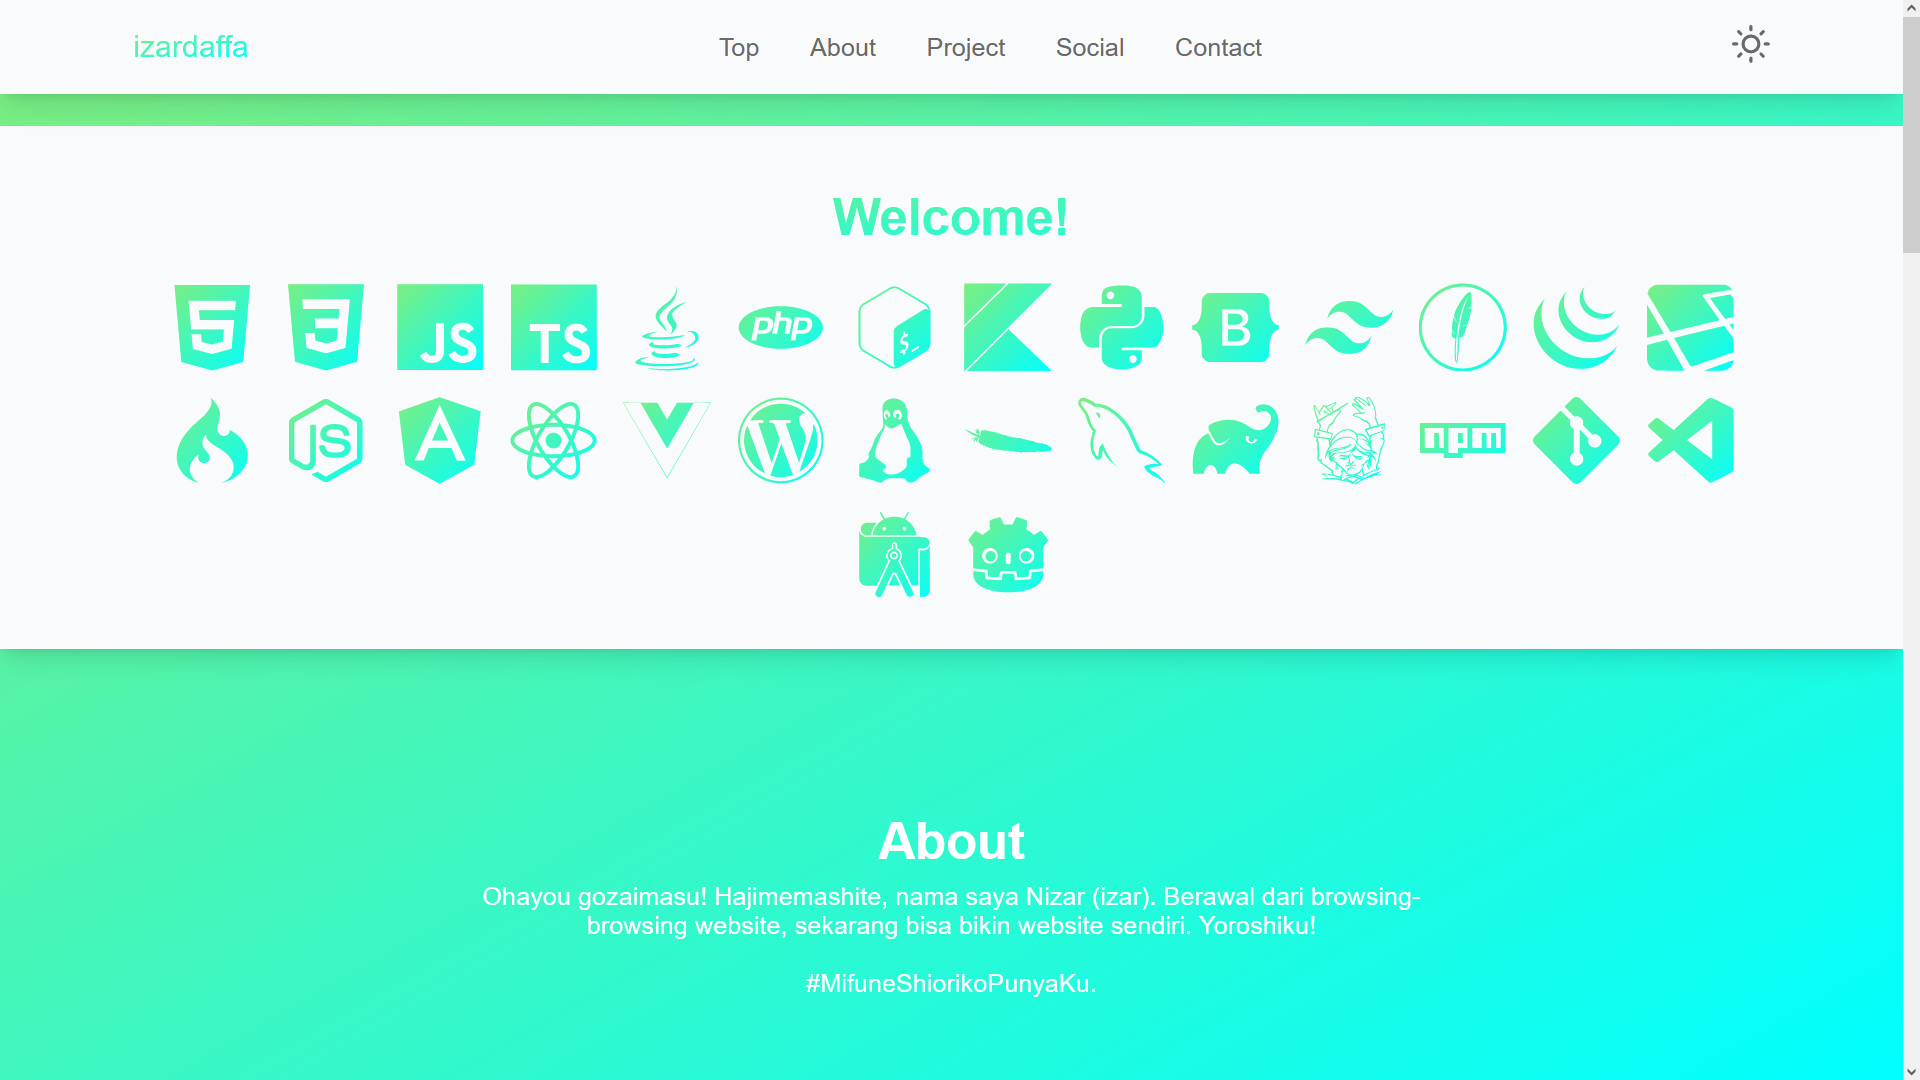 izardaffa
Top
About
Project
Social
Contact
Welcome!
JS
TS
php
$_
B
JS
A
W
npm
About
Ohayou gozaimasu! Hajimemashite, nama saya Nizar (izar). Berawal dari browsing-
browsing website, sekarang bisa bikin website sendiri. Yoroshiku!
#MifuneShiorikoPunyaKu.